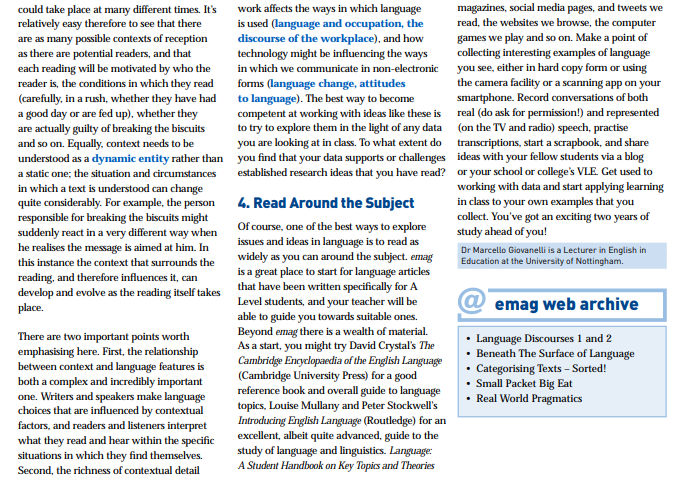 could take place at many different times. It's
relatively easy therefore to see that there
are as many possible contexts of reception
as there are potential readers, and that
each reading will be motivated by who the
reader is, the conditions in which they read
(carefully, in a rush, whether they have had
a good day or are fed up), whether they
are actually guilty of breaking the biscuits
and so on. Equally, context needs to be
understood as a dynamic entity rather than
a static one; the situation and circumstances
in which a text is understood can change
quite considerably. For example, the person
responsible for breaking the biscuits might
suddenly react in a very different way when
he realises the message is aimed at him. In
this instance the context that surrounds the
reading, and therefore influences it, can
develop and evolve as the reading itself takes
place.
There are two important points worth
emphasising here. First, the relationship
between context and language features is
both a complex and incredibly important
one. Writers and speakers make language
choices that are influenced by contextual
factors, and readers and listeners interpret
what they read and hear within the specific
situations in which they find themselves.
Second, the richness of contextual detail
work affects the ways in which language
is used (language and occupation, the
discourse of the workplace), and how
technology might be influencing the ways
in which we communicate in non-electronic
forms (language change, attitudes
to language). The best way to become
competent at working with ideas like these is
to try to explore them in the light of any data
you are looking at in class. To what extent do
you find that your data supports or challenges
established research ideas that you have read?
4. Read Around the Subject
Of course, one of the best ways to explore
issues and ideas in language is to read as
widely as you can around the subject. emag
is a great place to start for language articles
that have been written specifically for A
Level students, and your teacher will be
able to guide you towards suitable ones.
Beyond emag there is a wealth of material.
As a start, you might try David Crystal's The
Cambridge Encyclopaedia of the English Language
(Cambridge University Press) for a good
reference book and overall guide to language
topics, Louise Mullany and Peter Stockwell's
Introducing English Language (Routledge) for an
excellent, albeit quite advanced, guide to the
study of language and linguistics. Language:
A Student Handbook on Key Topics and Theories
magazines, social media pages, and tweets we
read, the websites we browse, the computer
games we play and so on. Make a point of
collecting interesting examples of language
you see, either in hard copy form or using
the camera facility or a scanning app on your
smartphone. Record conversations of both
real (do ask for permission!) and represented
(on the TV and radio) speech, practise
transcriptions, start a scrapbook, and share
ideas with your fellow students via a blog
or your school or college's VLE. Get used to
working with data and start applying learning
in class to your own examples that you
collect. You've got an exciting two years of
study ahead of you!
Dr Marcello Giovanelli is a Lecturer in English in
Education at the University of Nottingham.
@ emag web archive
• Language Discourses 1 and 2
• Beneath The Surface of Language
• Categorising Texts – Sorted!
• Small Packet Big Eat
• Real World Pragmatics